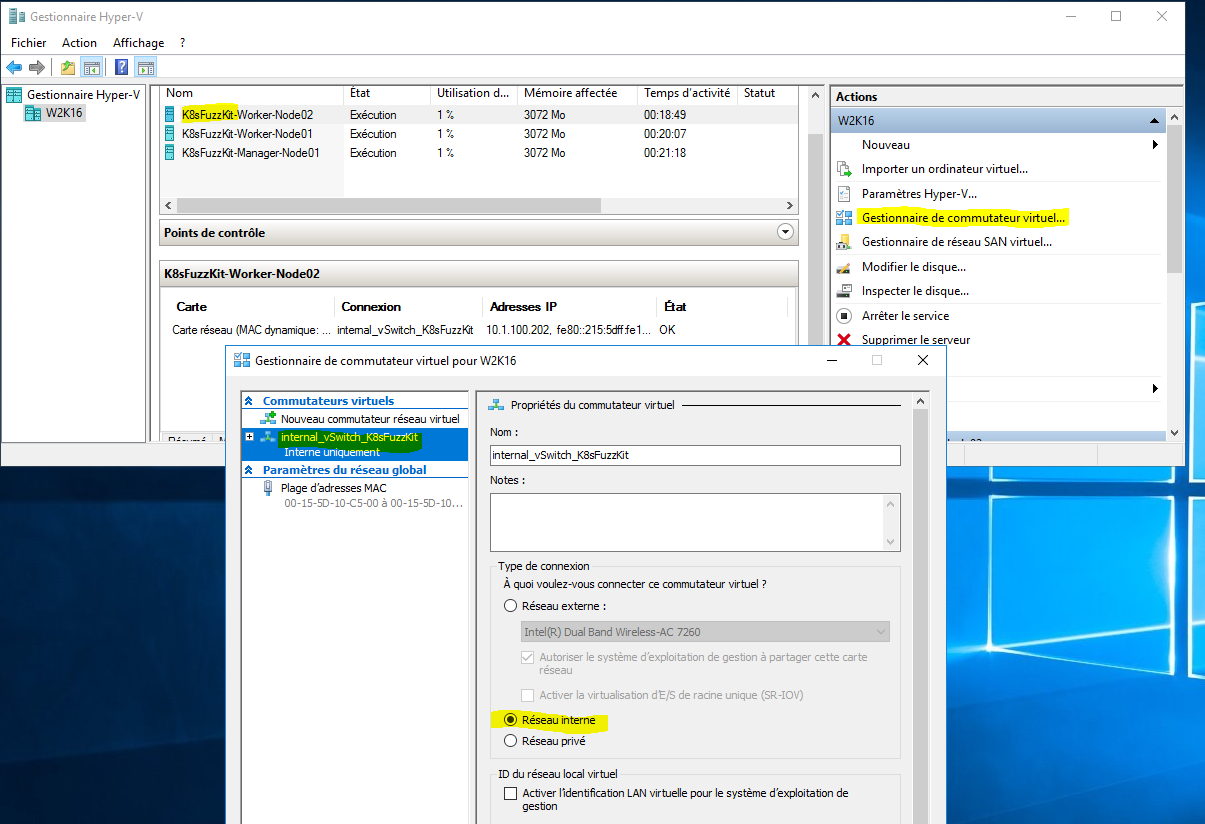 Gestionnaire Hyper-V
Fichier Action Affichage ?
Gestionnaire Hyper-V
W2K16
Nom État Utilisation d... Mémoire affectée Temps d'activité Statut
K8sFuzzKit-Worker-Node02 Exécution 1 % 3072 Mo 00:18:49
K8sFuzzKit-Worker-Node01 Exécution 1 % 3072 Mo 00:20:07
K8sFuzzKit-Manager-Node01 Exécution 1 % 3072 Mo 00:21:18
Points de contrôle
K8sFuzzKit-Worker-Node02
Carte Connexion Adresses IP État
Carte réseau (MAC dynamique: ... internal_vSwitch_K8sFuzzKit 10.1.100.202, fe80::215:5dff:fe1... OK
Actions
W2K16
Nouveau
Importer un ordinateur virtuel...
Paramètres Hyper-V...
Gestionnaire de commutateur virtuel...
Gestionnaire de réseau SAN virtuel...
Modifier le disque...
Inspecter le disque...
Arrêter le service
Supprimer le serveur
Gestionnaire de commutateur virtuel pour W2K16
Commutateurs virtuels
Nouveau commutateur réseau virtuel
internal_vSwitch_K8sFuzzKit
Interne uniquement
Paramètres du réseau global
Plage d'adresses MAC
00-15-5D-10-C5-00 à 00-15-5D-10...
Propriétés du commutateur virtuel
Nom :
internal_vSwitch_K8sFuzzKit
Notes :
Type de connexion
À quoi voulez-vous connecter ce commutateur virtuel ?
Réseau externe :
Intel(R) Dual Band Wireless-AC 7260
Autoriser le système d'exploitation de gestion à partager cette carte
réseau
Activer la virtualisation d'E/S de racine unique (SR-IOV)
Réseau interne
Réseau privé
ID du réseau local virtuel
Activer l'identification LAN virtuelle pour le système d'exploitation de
gestion